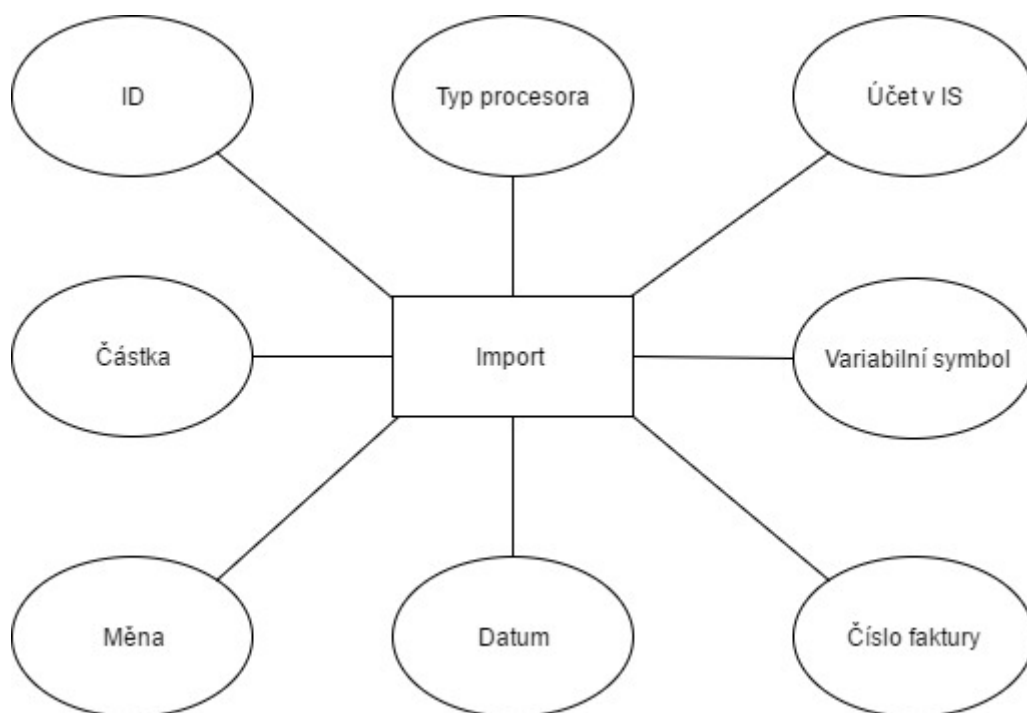 ID
Typ procesora
Účet v IS
Částka
Import
Variabilní symbol
Měna
Datum
Číslo faktury